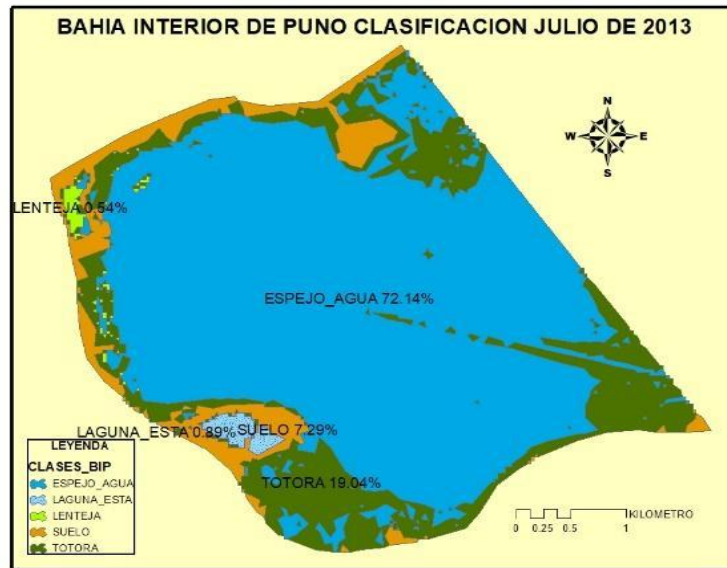 BAHIA INTERIOR DE PUNO CLASIFICACION JULIO DE 2013
N
W E
S
LENTEJA 0.54%
ESPEJO_AGUA 72.14%
LAGUNA_ESTA 0.89%
SUELO 7.29%
TOTORA 19.04%
LEYENDA
CLASES_BIP
ESPEJO_AGUA
LAGUNA_ESTA
LENTEJA
SUELO
TOTORA
KILOMETRO
0 0.25 0.5 1